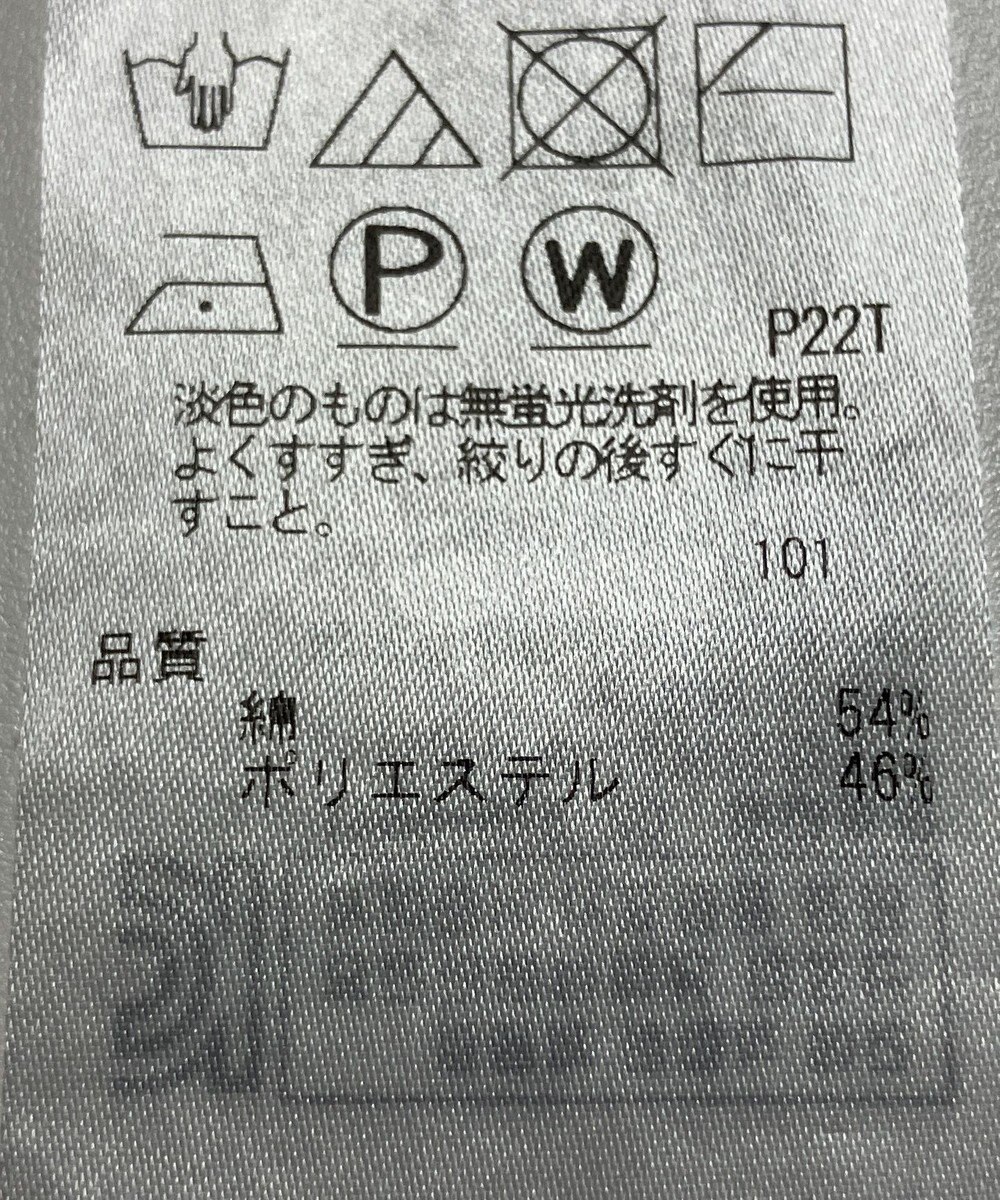 P W
P22T
淡色のものは無蛍光洗剤を使用。
よくすすぎ、絞りの後すぐに干
すこと。
101
品質
綿 54%
ポリエステル 46%